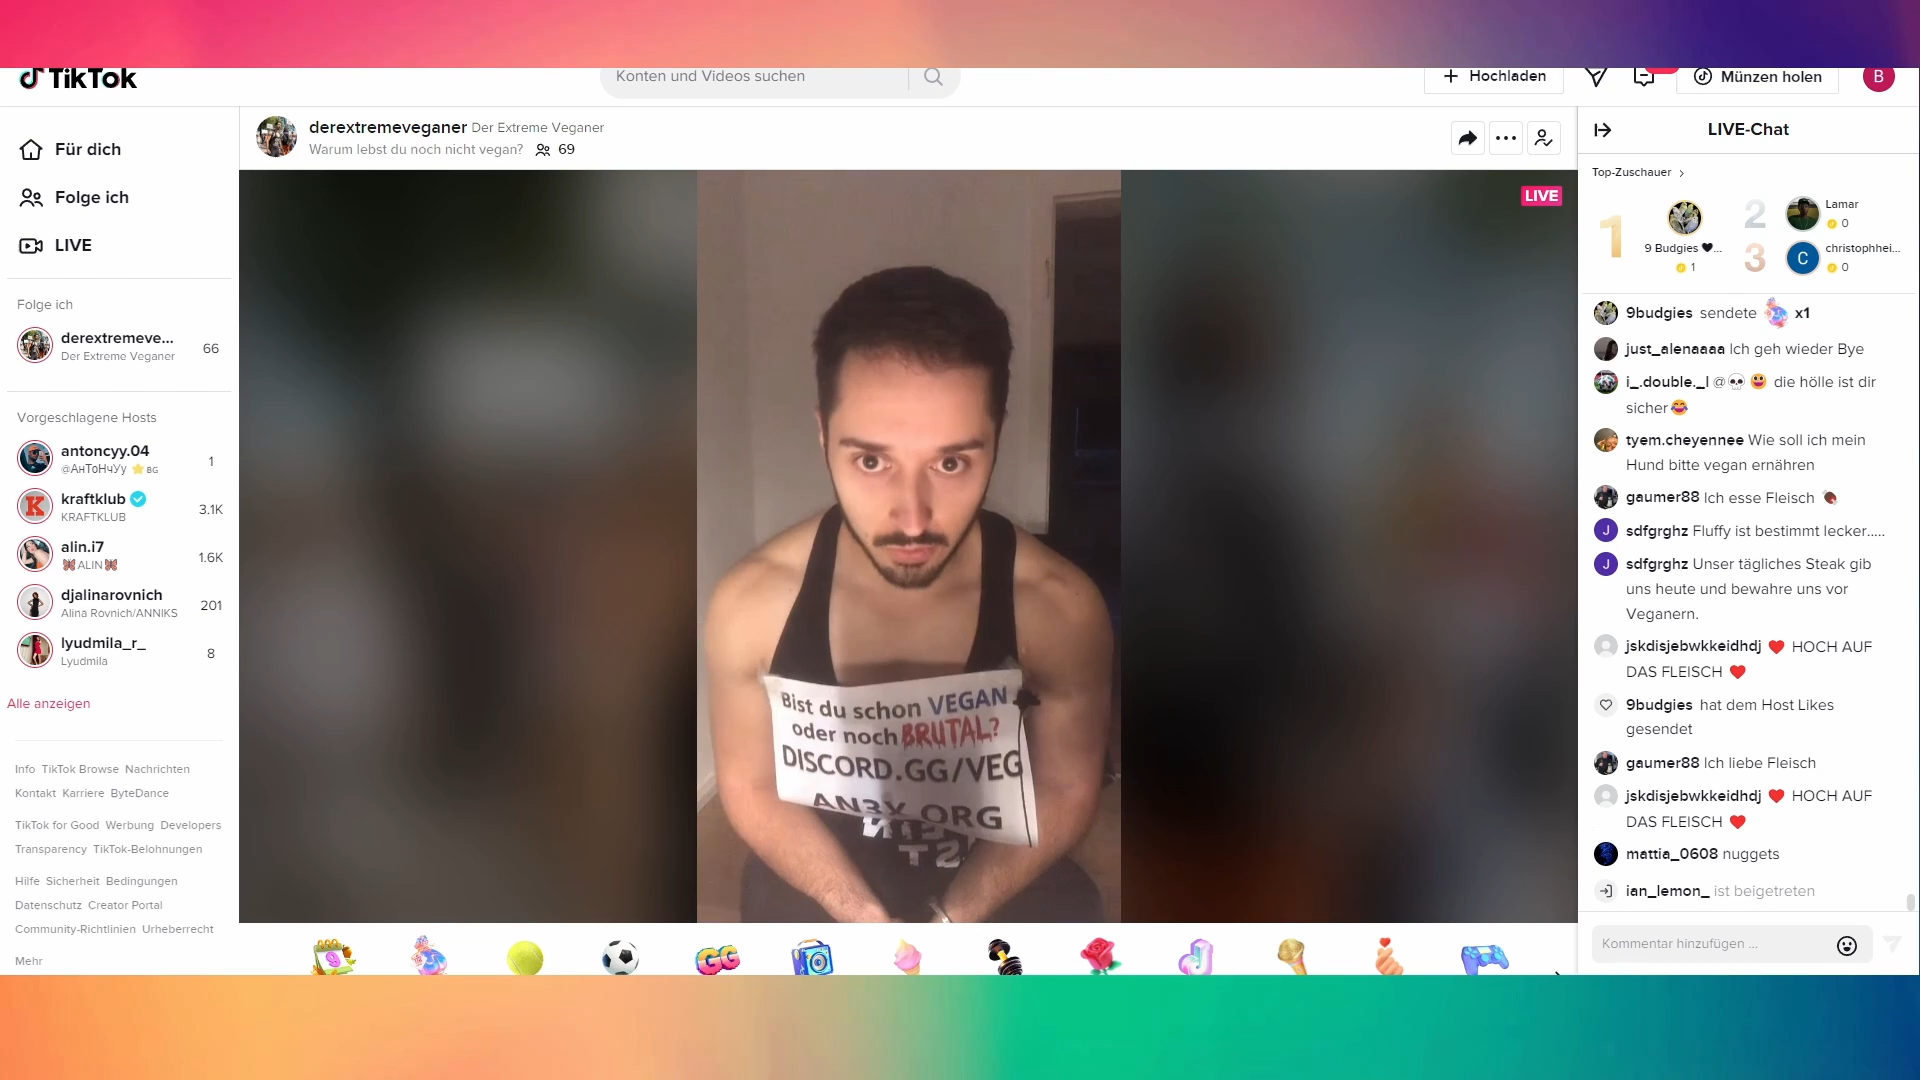 TikTok
Konten und Videos suchen
Hochladen
Münzen holen
B
Für dich
Folge ich
LIVE
Folge ich
derextremeve...
Der Extreme Veganer
66
Vorgeschlagene Hosts
antoncyy.04
@АнТоНчУу ⭐ BG
1
kraftklub
KRAFTKLUB
3.1K
alin.i7
🦋ALIN🦋
1.6K
djalinarovnich
Alina Rovnich/ANNIKS
201
lyudmila_r_
Lyudmila
8
Alle anzeigen
Info TikTok Browse Nachrichten
Kontakt Karriere ByteDance
TikTok for Good Werbung Developers
Transparency TikTok-Belohnungen
Hilfe Sicherheit Bedingungen
Datenschutz Creator Portal
Community-Richtlinien Urheberrecht
Mehr
derextremeveganer Der Extreme Veganer
Warum lebst du noch nicht vegan? 69
LIVE
Bist du schon VEGAN
oder noch BRUTAL?
DISCORD.GG/VEG
AN3X.ORG
GG
LIVE-Chat
Top-Zuschauer
1
9 Budgies 🖤...
1
2
Lamar
0
3
C
christophhei...
0
9budgies sendete x1
just_alenaaaa Ich geh wieder Bye
i_.double._l @💀😃 die hölle ist dir
sicher😂
tyem.cheyennee Wie soll ich mein
Hund bitte vegan ernähren
gaumer88 Ich esse Fleisch 🍖
J
sdfgrghz Fluffy ist bestimmt lecker.....
J
sdfgrghz Unser tägliches Steak gib
uns heute und bewahre uns vor
Veganern.
jskdisjebwkkeidhdj ♥️ HOCH AUF
DAS FLEISCH ♥️
9budgies hat dem Host Likes
gesendet
gaumer88 Ich liebe Fleisch
jskdisjebwkkeidhdj ♥️ HOCH AUF
DAS FLEISCH ♥️
mattia_0608 nuggets
ian_lemon_ ist beigetreten
Kommentar hinzufügen ...